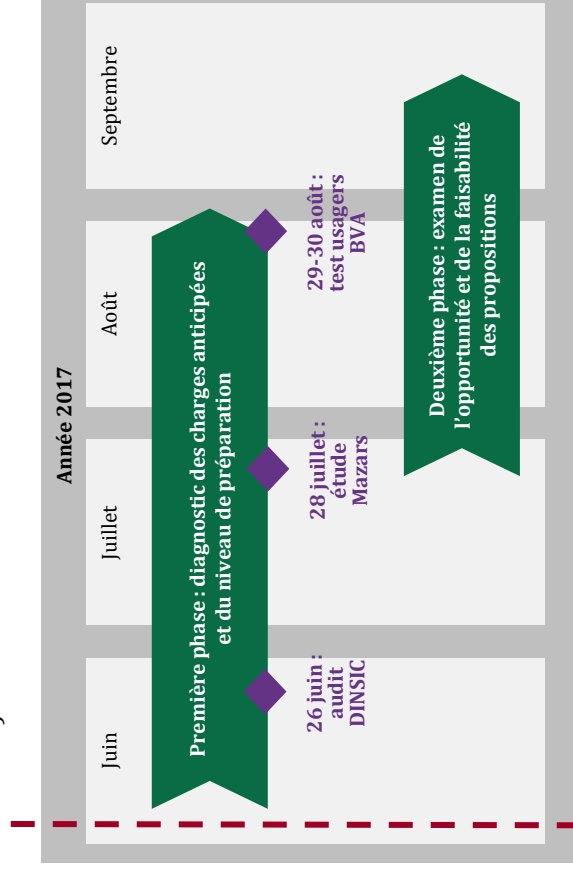 Année 2017
Juin
Juillet
Août
Septembre
Première phase : diagnostic des charges anticipées
et du niveau de préparation
26 juin :
audit
DINSIC
28 juillet :
étude
Mazars
29-30 août :
test usagers
BVA
Deuxième phase : examen de
l'opportunité et de la faisabilité
des propositions